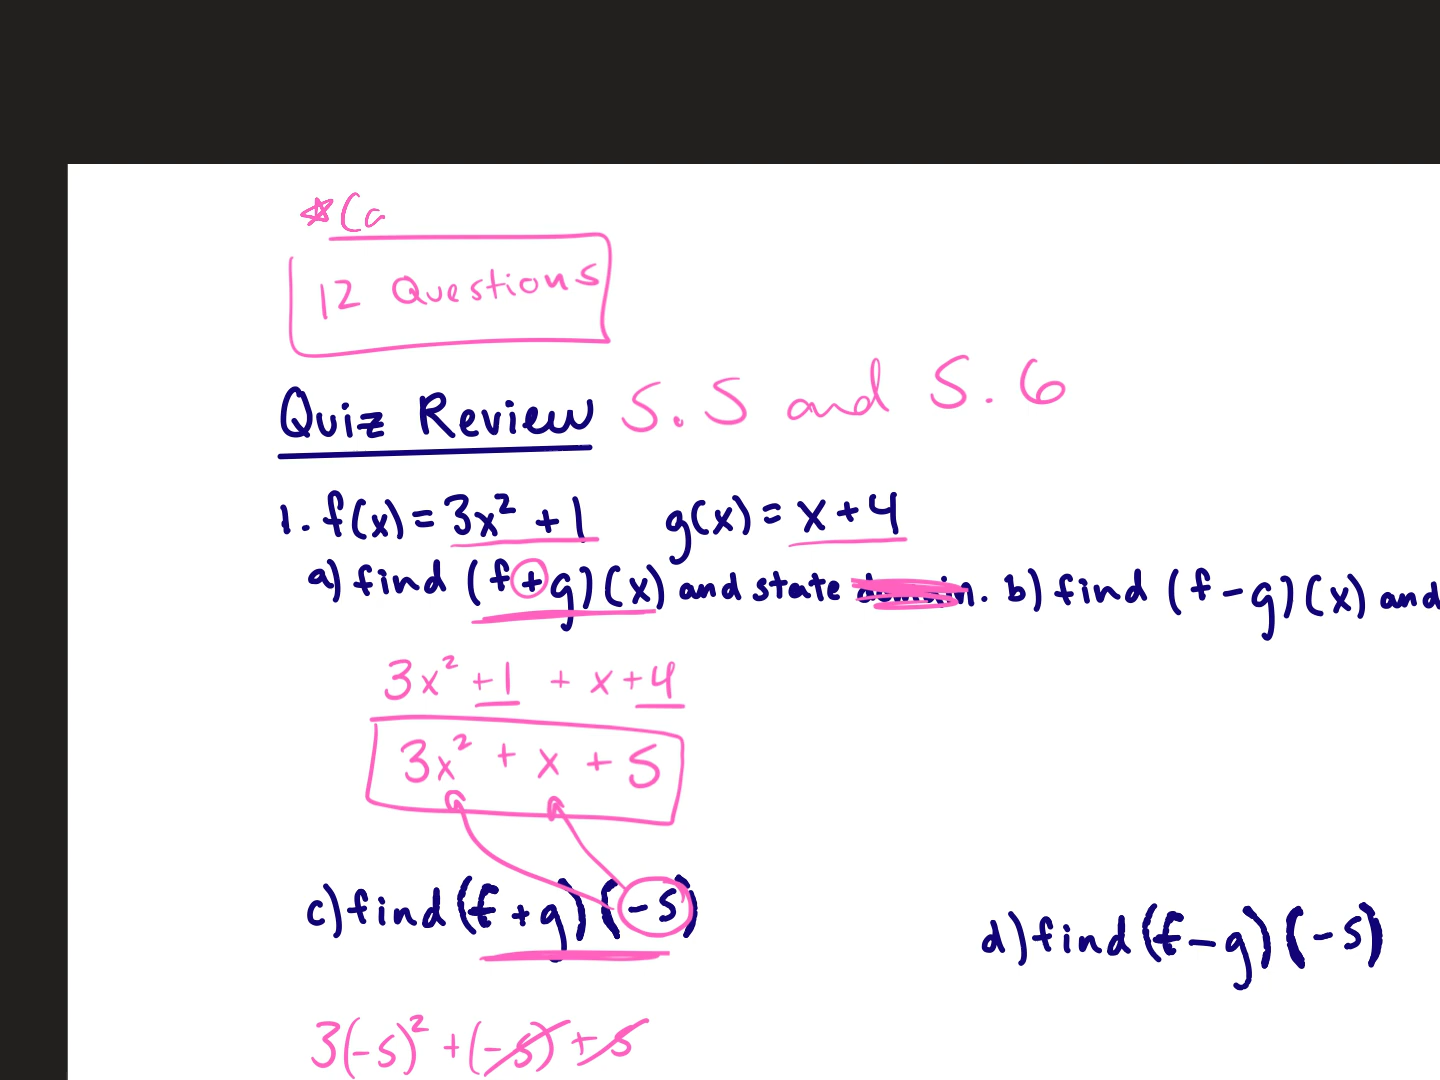 *(Ca
12 Questions
Quiz Review 5.5 and 5.6
1. f(x) = 3x² + 1 g(x) = x + 4
a) find (f + g)(x) and state domain. b) find (f - g)(x) and
3x² + 1 + x + 4
3x² + x + 5
c) find (f + g)(-5)
d) find (f - g)(-5)
3(-5)² + (-5) + 5